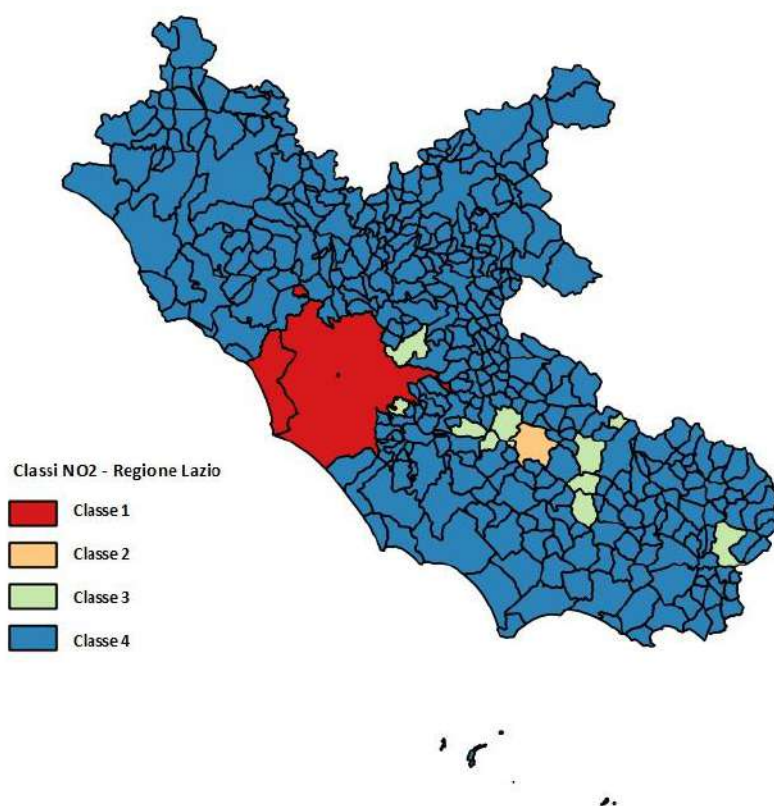 Classi NO2 - Regione Lazio
Classe 1
Classe 2
Classe 3
Classe 4